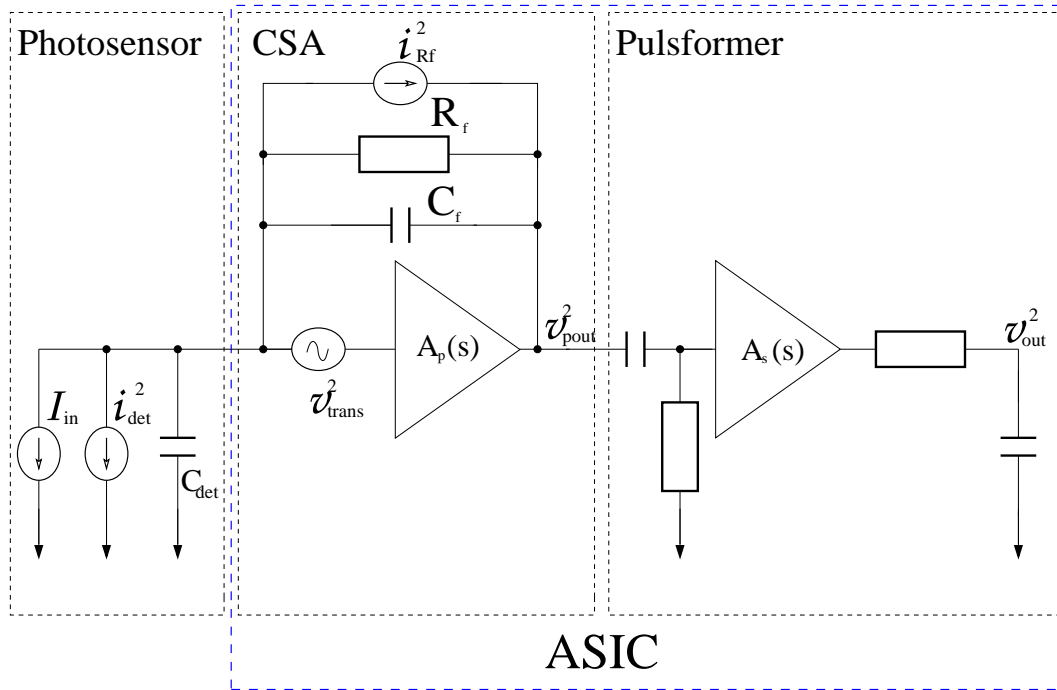 Photosensor
CSA
Pulsformer
i²Rf
Rf
Cf
Ap(s)
v²pout
As(s)
v²out
Iin
i²det
Cdet
v²trans
ASIC